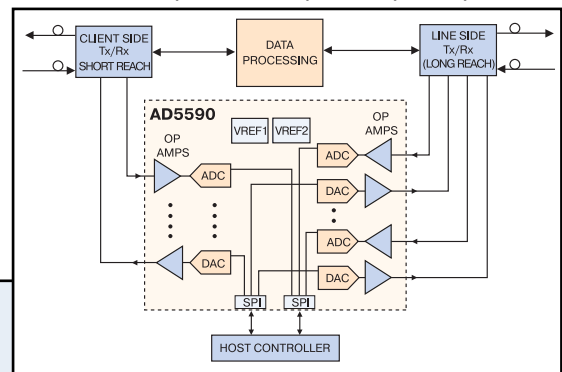 CLIENT SIDE
Tx/Rx
SHORT REACH
DATA
PROCESSING
LINE SIDE
Tx/Rx
(LONG REACH)
AD5590
VREF1
VREF2
OP
AMPS
OP
AMPS
ADC
DAC
ADC
DAC
ADC
DAC
SPI
SPI
HOST CONTROLLER